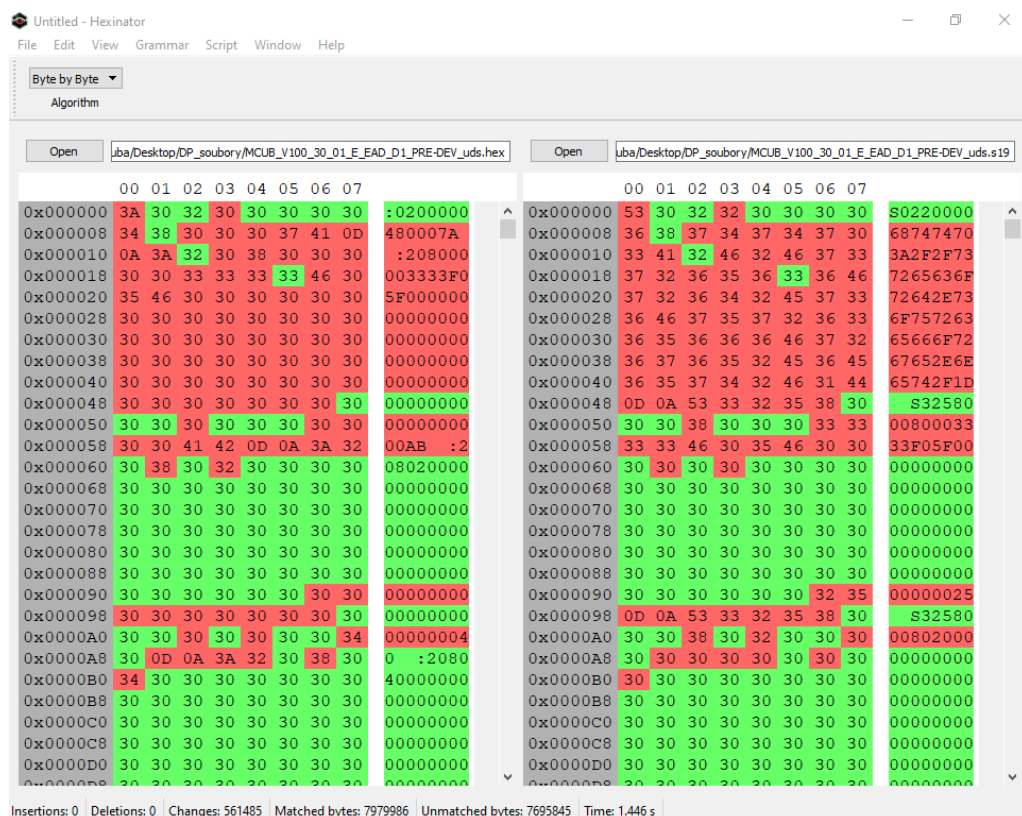 Untitled - Hexinator
File Edit View Grammar Script Window Help
Byte by Byte
Algorithm
Open uba/Desktop/DP_soubory/MCUB_V100_30_01_E_EAD_D1_PRE-DEV_uds.hex
00 01 02 03 04 05 06 07
0x000000 3A 30 32 30 30 30 30 30 :0200000
0x000008 34 38 30 30 30 37 41 0D 480007A
0x000010 0A 3A 32 30 38 30 30 30 :208000
0x000018 30 30 33 33 33 33 46 30 003333F0
0x000020 35 46 30 30 30 30 30 30 5F000000
0x000028 30 30 30 30 30 30 30 30 00000000
0x000030 30 30 30 30 30 30 30 30 00000000
0x000038 30 30 30 30 30 30 30 30 00000000
0x000040 30 30 30 30 30 30 30 30 00000000
0x000048 30 30 30 30 30 30 30 30 00000000
0x000050 30 30 30 30 30 30 30 30 00000000
0x000058 30 30 41 42 0D 0A 3A 32 00AB :2
0x000060 30 38 30 32 30 30 30 30 08020000
0x000068 30 30 30 30 30 30 30 30 00000000
0x000070 30 30 30 30 30 30 30 30 00000000
0x000078 30 30 30 30 30 30 30 30 00000000
0x000080 30 30 30 30 30 30 30 30 00000000
0x000088 30 30 30 30 30 30 30 30 00000000
0x000090 30 30 30 30 30 30 30 30 00000000
0x000098 30 30 30 30 30 30 30 30 00000000
0x0000A0 30 30 30 30 30 30 30 34 00000004
0x0000A8 30 0D 0A 3A 32 30 38 30 0 :2080
0x0000B0 34 30 30 30 30 30 30 30 40000000
0x0000B8 30 30 30 30 30 30 30 30 00000000
0x0000C0 30 30 30 30 30 30 30 30 00000000
0x0000C8 30 30 30 30 30 30 30 30 00000000
0x0000D0 30 30 30 30 30 30 30 30 00000000
Open uba/Desktop/DP_soubory/MCUB_V100_30_01_E_EAD_D1_PRE-DEV_uds.s19
00 01 02 03 04 05 06 07
0x000000 53 30 32 32 30 30 30 30 S0220000
0x000008 36 38 37 34 37 34 37 30 68747470
0x000010 33 41 32 46 32 46 37 33 3A2F2F73
0x000018 37 32 36 35 36 33 36 46 7265636F
0x000020 37 32 36 34 32 45 37 33 72642E73
0x000028 36 46 37 35 37 32 36 33 6F757263
0x000030 36 35 36 36 36 46 37 32 65666F72
0x000038 36 37 36 35 32 45 36 45 67652E6E
0x000040 36 35 37 34 32 46 31 44 65742F1D
0x000048 0D 0A 53 33 32 35 38 30 S32580
0x000050 30 30 38 30 30 30 33 33 00800033
0x000058 33 33 46 30 35 46 30 30 33F05F00
0x000060 30 30 30 30 30 30 30 30 00000000
0x000068 30 30 30 30 30 30 30 30 00000000
0x000070 30 30 30 30 30 30 30 30 00000000
0x000078 30 30 30 30 30 30 30 30 00000000
0x000080 30 30 30 30 30 30 30 30 00000000
0x000088 30 30 30 30 30 30 30 30 00000000
0x000090 30 30 30 30 30 30 32 35 00000025
0x000098 0D 0A 53 33 32 35 38 30 S32580
0x0000A0 30 30 38 30 32 30 30 30 00802000
0x0000A8 30 30 30 30 30 30 30 30 00000000
0x0000B0 30 30 30 30 30 30 30 30 00000000
0x0000B8 30 30 30 30 30 30 30 30 00000000
0x0000C0 30 30 30 30 30 30 30 30 00000000
0x0000C8 30 30 30 30 30 30 30 30 00000000
0x0000D0 30 30 30 30 30 30 30 30 00000000
Insertions: 0 Deletions: 0 Changes: 561485 Matched bytes: 7979986 Unmatched bytes: 7695845 Time: 1.446 s